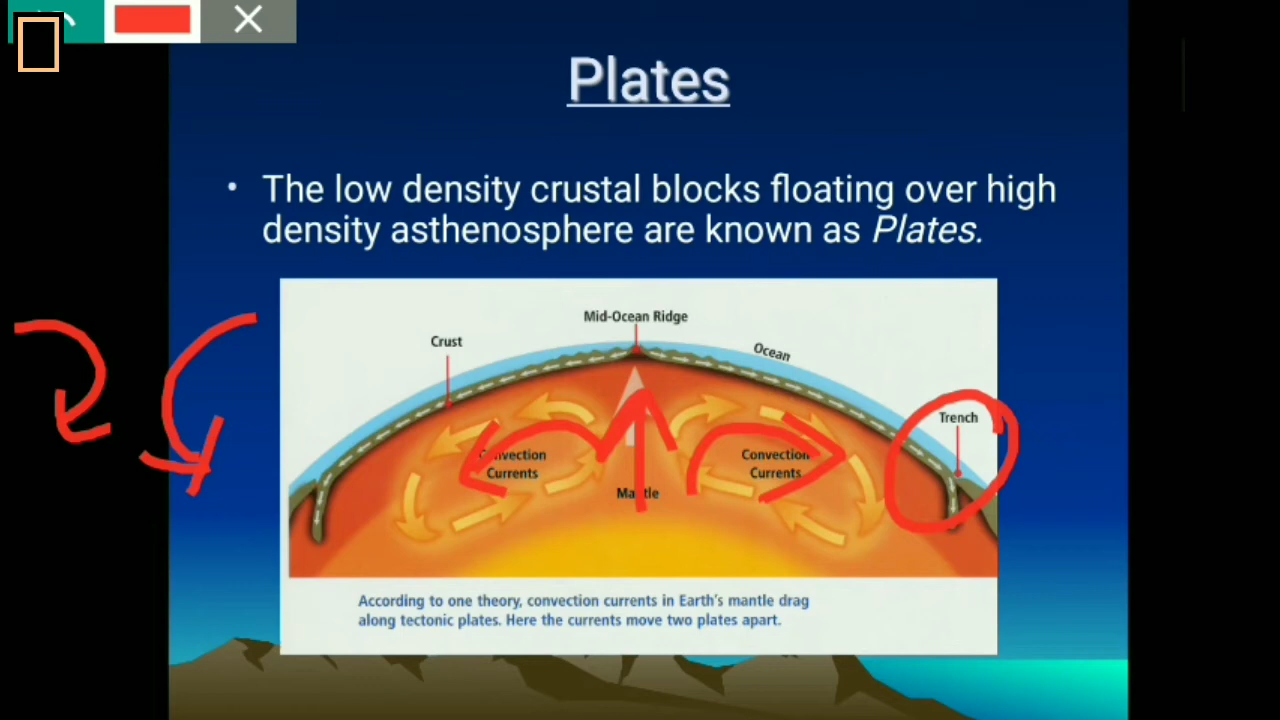 Plates
• The low density crustal blocks floating over high
density asthenosphere are known as Plates.
Mid-Ocean Ridge
Crust
Ocean
Trench
Convection
Currents
Convection
Currents
Mantle
According to one theory, convection currents in Earth's mantle drag
along tectonic plates. Here the currents move two plates apart.